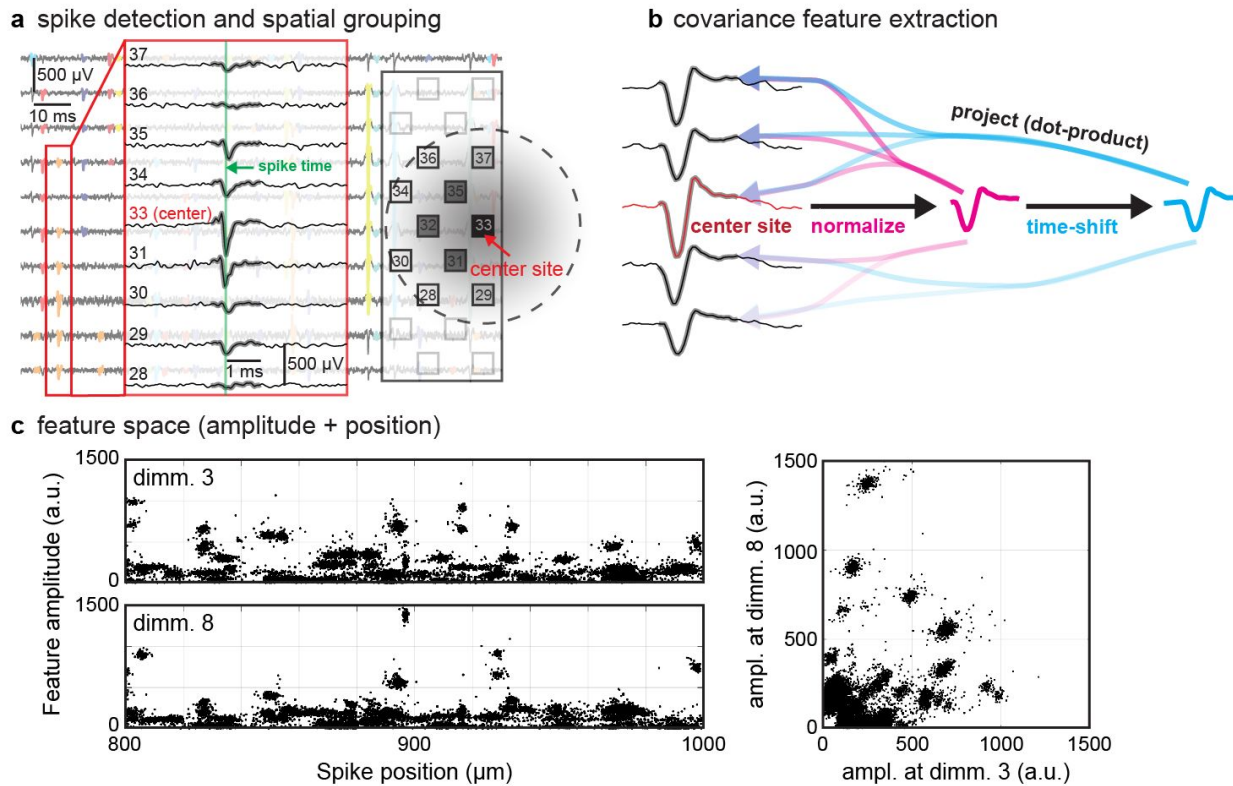 a spike detection and spatial grouping
500 µV
10 ms
37
36
35
spike time
34
33 (center)
31
30
29
1 ms
500 µV
28
36
37
34
35
32
33
center site
30
31
28
29
b covariance feature extraction
project (dot-product)
center site
normalize
time-shift
c feature space (amplitude + position)
Feature amplitude (a.u.)
1500
dimm. 3
0
1500
dimm. 8
0
800
900
1000
Spike position (µm)
ampl. at dimm. 8 (a.u.)
1500
1000
500
0
0
500
1000
1500
ampl. at dimm. 3 (a.u.)